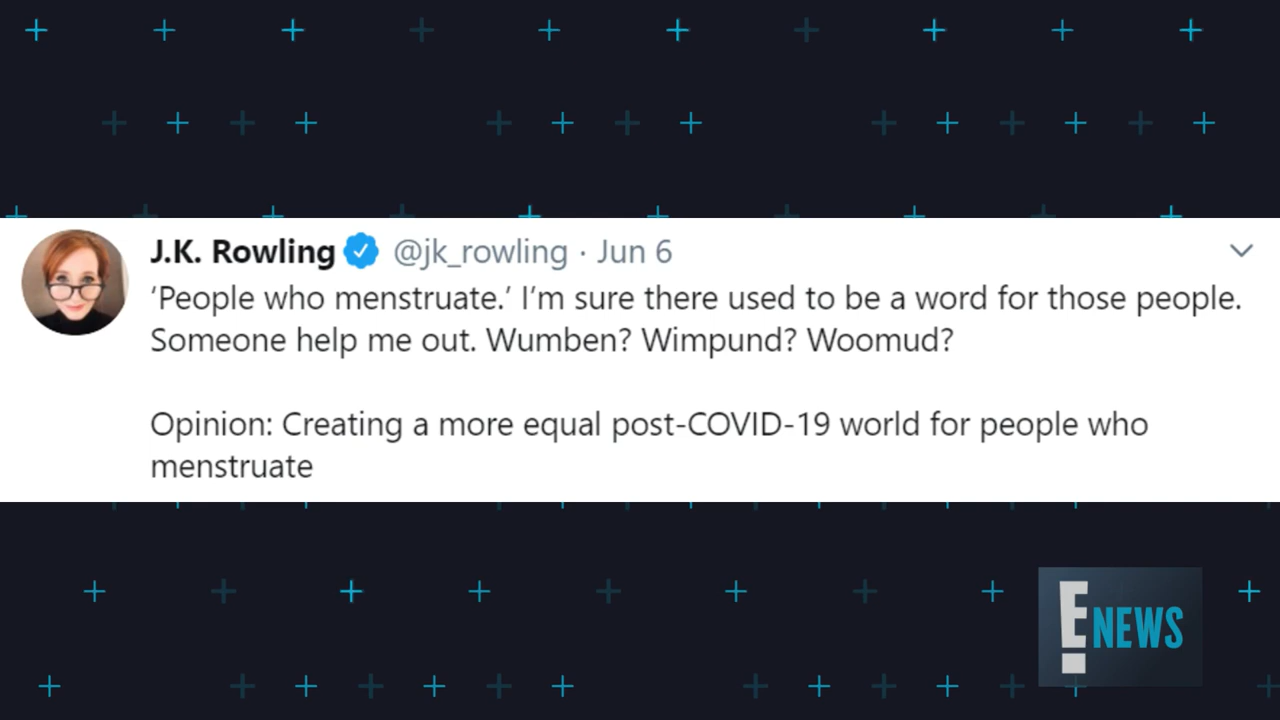 J.K. Rowling @jk_rowling · Jun 6
‘People who menstruate.’ I’m sure there used to be a word for those people.
Someone help me out. Wumben? Wimpund? Woomud?
Opinion: Creating a more equal post-COVID-19 world for people who
menstruate
E! NEWS